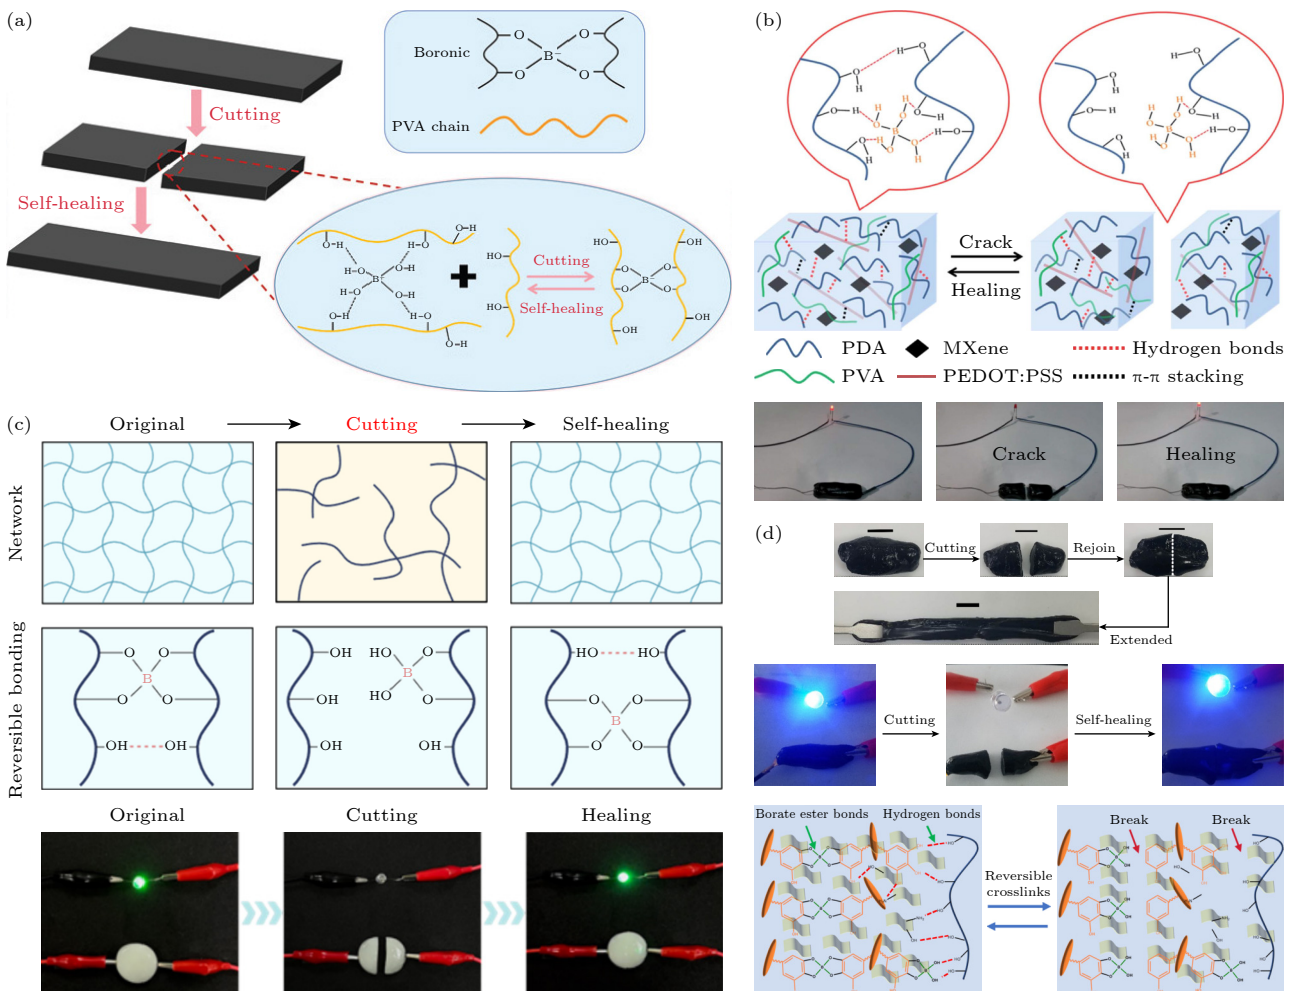 (a)
Boronic
O
O
B
−
O
O
PVA chain
Cutting
Self-healing
O–H
H–O
O–H
H–O
O–H
B
H–O
O–H
O–H
H–O
O–H
HO
HO
Cutting
Self-healing
HO
O
O
B
O
O
OH
(b)
H
O
H
O
H
O
H
O
H
B
O
H
Crack
Healing
PDA
MXene
Hydrogen bonds
PVA
PEDOT:PSS
π-π stacking
Crack
Healing
(c)
Original
Cutting
Self-healing
Network
Reversible bonding
O
O
B
O
O
OH
OH
OH
HO
O
B
HO
O
OH
OH
HO
HO
O
O
B
O
O
Original
Cutting
Healing
(d)
Cutting
Rejoin
Extended
Cutting
Self-healing
Borate ester bonds
Hydrogen bonds
Reversible
crosslinks
Break
Break